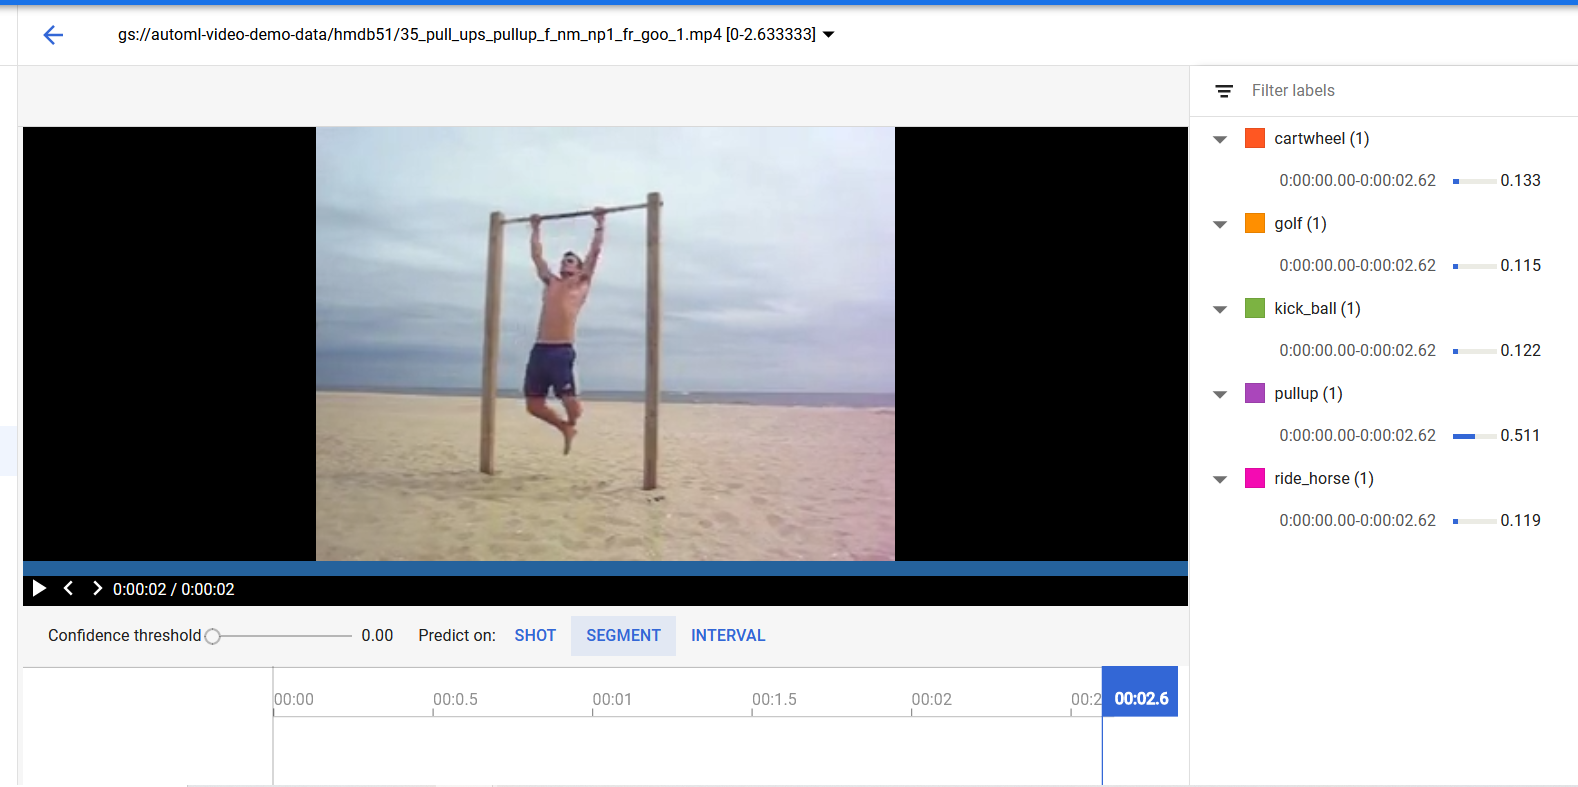 gs://automl-video-demo-data/hmdb51/35_pull_ups_pullup_f_nm_np1_fr_goo_1.mp4 [0-2.633333]
Filter labels
cartwheel (1)
0:00:00.00-0:00:02.62 0.133
golf (1)
0:00:00.00-0:00:02.62 0.115
kick_ball (1)
0:00:00.00-0:00:02.62 0.122
pullup (1)
0:00:00.00-0:00:02.62 0.511
ride_horse (1)
0:00:00.00-0:00:02.62 0.119
0:00:02 / 0:00:02
Confidence threshold 0.00 Predict on: SHOT SEGMENT INTERVAL
00:00 00:0.5 00:01 00:1.5 00:02 00:2 00:02.6